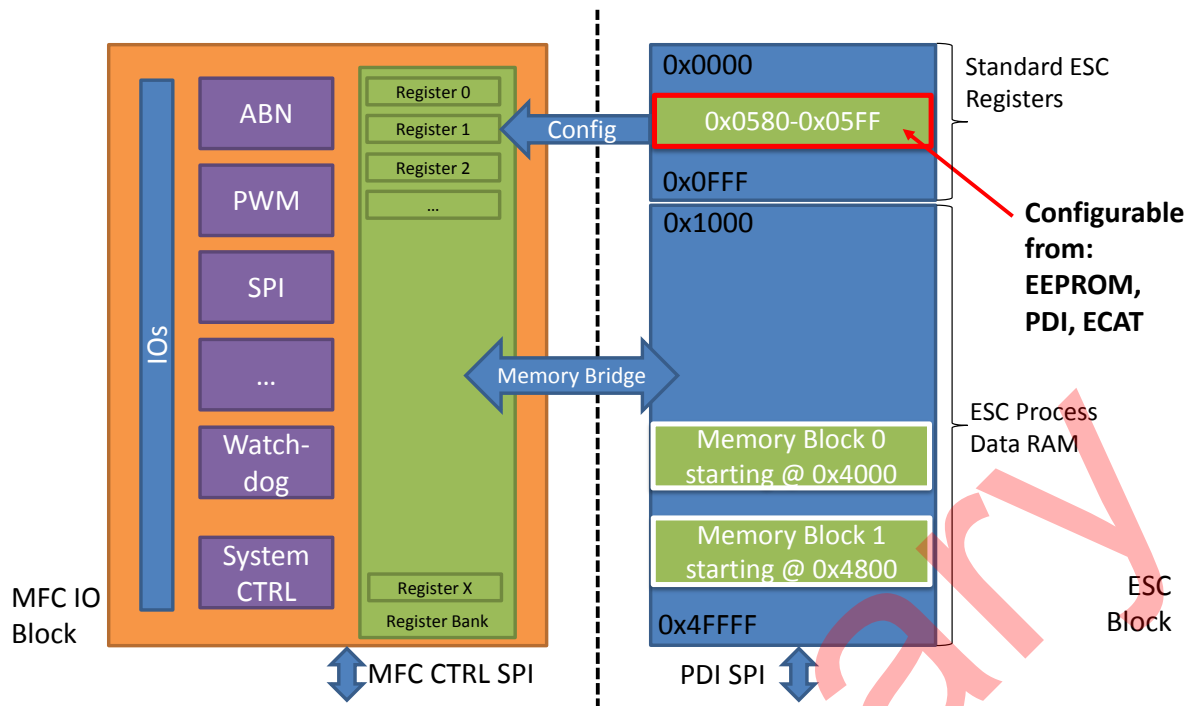 IOs
ABN
PWM
SPI
...
Watch-
dog
System
CTRL
Register 0
Register 1
Register 2
...
Register X
Register Bank
MFC IO
Block
MFC CTRL SPI
Config
Memory Bridge
0x0000
0x0580-0x05FF
0x0FFF
0x1000
Memory Block 0
starting @ 0x4000
Memory Block 1
starting @ 0x4800
0x4FFFF
PDI SPI
Standard ESC
Registers
Configurable
from:
EEPROM,
PDI, ECAT
ESC Process
Data RAM
ESC
Block
ary